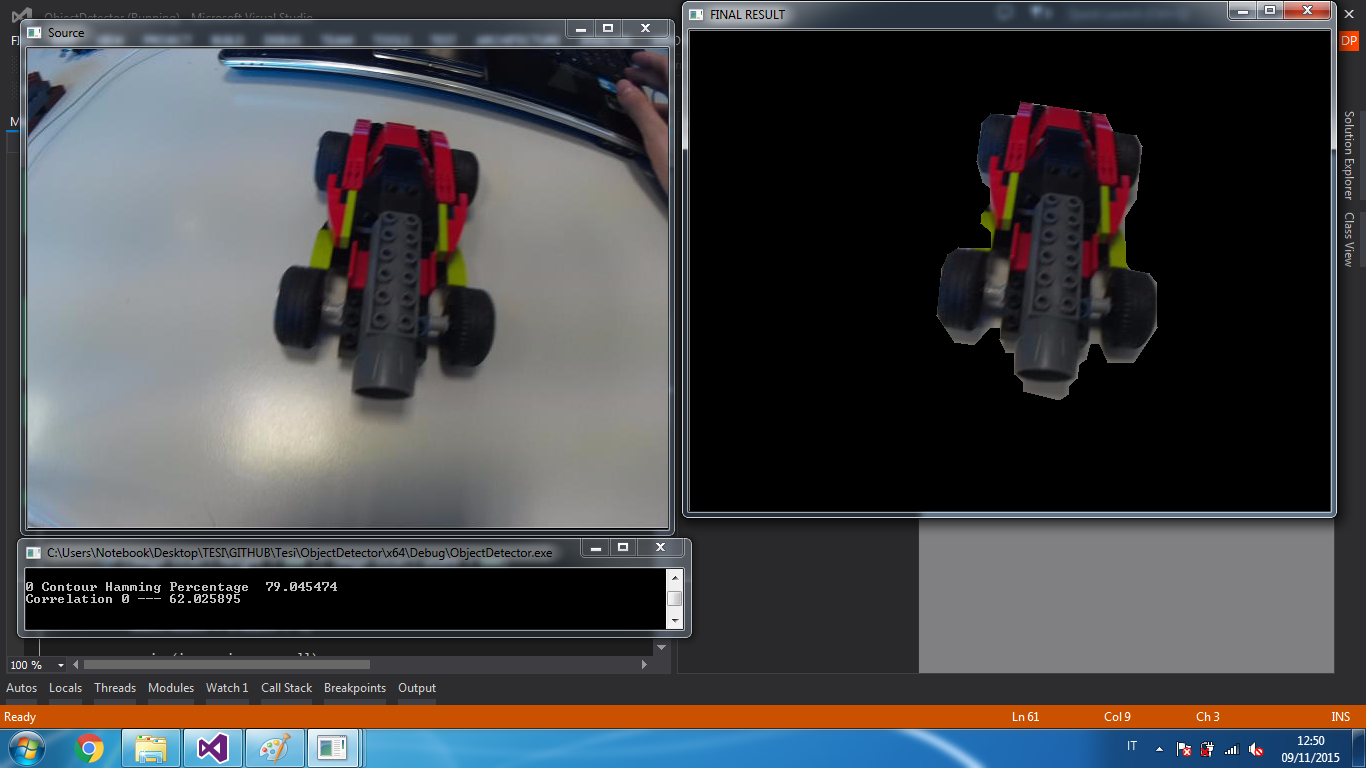 ObjectDetector (Running) - Microsoft Visual Studio
Source
FINAL RESULT
DP
Solution Explorer
Class View
C:\Users\Notebook\Desktop\TESI\GITHUB\Tesi\ObjectDetector\x64\Debug\ObjectDetector.exe
0 Contour Hamming Percentage 79.045474
Correlation 0 --- 62.025895
100 %
Autos Locals Threads Modules Watch 1 Call Stack Breakpoints Output
Ready Ln 61 Col 9 Ch 3 INS
IT
12:50
09/11/2015